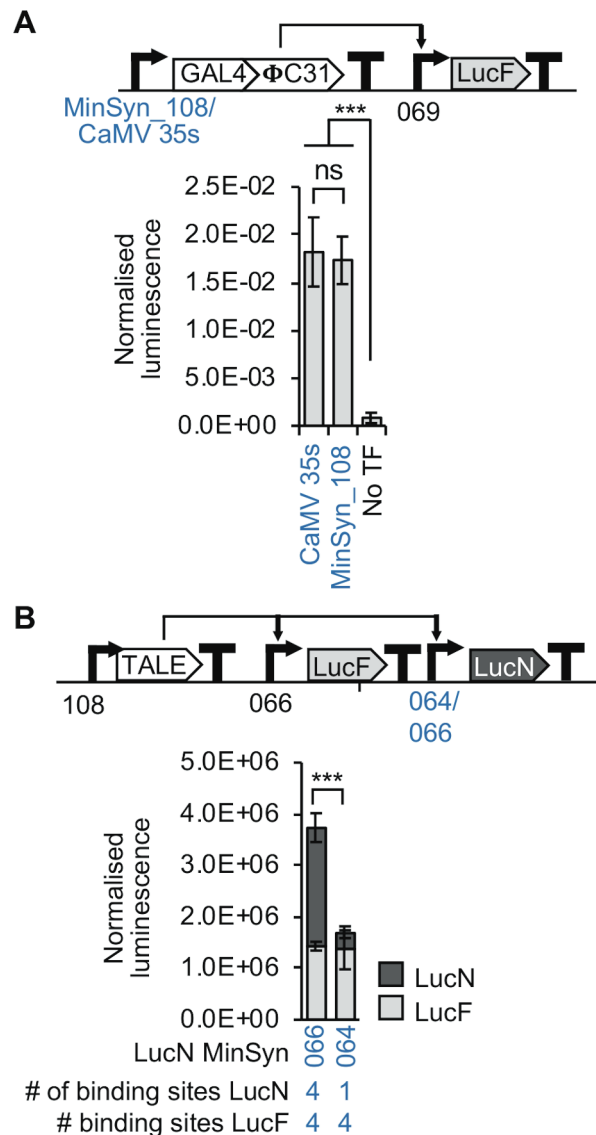 A
GAL4 ΦC31 LucF
MinSyn_108/
CaMV 35s
069
***
ns
Normalised
luminescence
2.5E-02
2.0E-02
1.5E-02
1.0E-02
5.0E-03
0.0E+00
CaMV 35s
MinSyn_108
No TF
B
TALE LucF LucN
108 066 064/
066
***
Normalised
luminescence
5.0E+06
4.0E+06
3.0E+06
2.0E+06
1.0E+06
0.0E+00
LucN
LucF
LucN MinSyn 066 064
# of binding sites LucN 4 1
# binding sites LucF 4 4